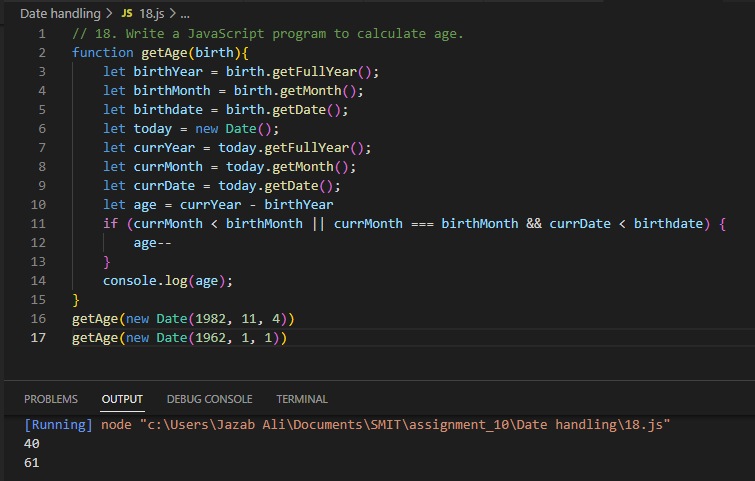 Date handling > JS 18.js > ...
1 // 18. Write a JavaScript program to calculate age.
2 function getAge(birth){
3     let birthYear = birth.getFullYear();
4     let birthMonth = birth.getMonth();
5     let birthdate = birth.getDate();
6     let today = new Date();
7     let currYear = today.getFullYear();
8     let currMonth = today.getMonth();
9     let currDate = today.getDate();
10     let age = currYear - birthYear
11     if (currMonth < birthMonth || currMonth === birthMonth && currDate < birthdate) {
12         age--
13     }
14     console.log(age);
15 }
16 getAge(new Date(1982, 11, 4))
17 getAge(new Date(1962, 1, 1))
PROBLEMS OUTPUT DEBUG CONSOLE TERMINAL
[Running] node "c:\Users\Jazab Ali\Documents\SMIT\assignment_10\Date handling\18.js"
40
61